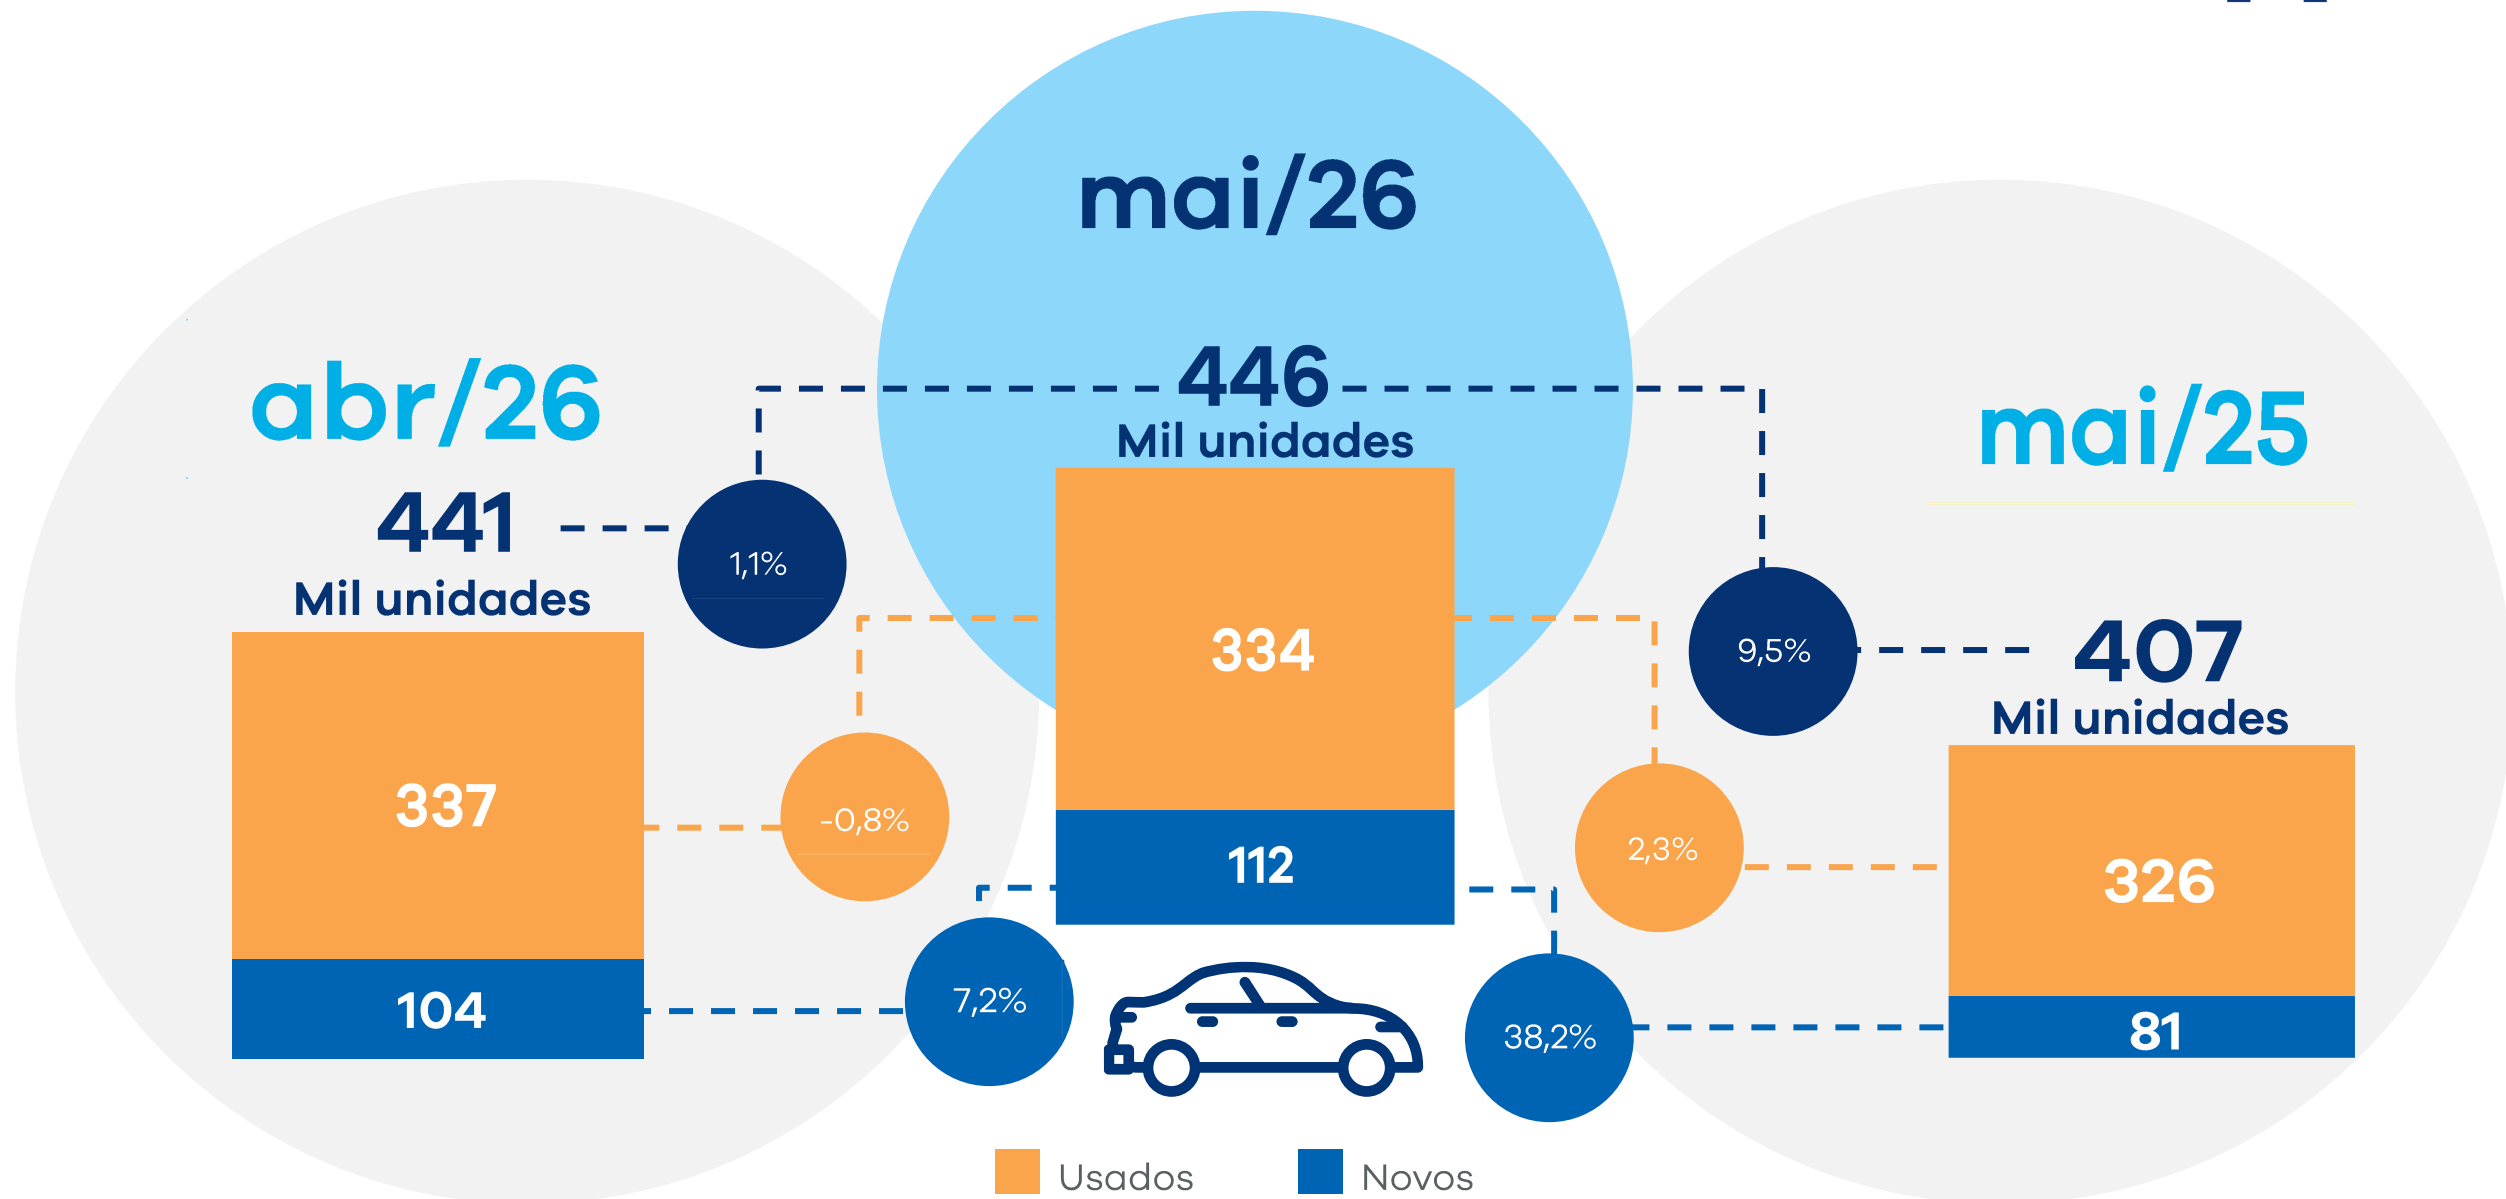 mai/26
446
Mil unidades
334
112
abr/26
441
Mil unidades
337
104
1,1%
-0,8%
7,2%
mai/25
407
Mil unidades
326
81
9,5%
2,3%
38,2%
Usados
Novos